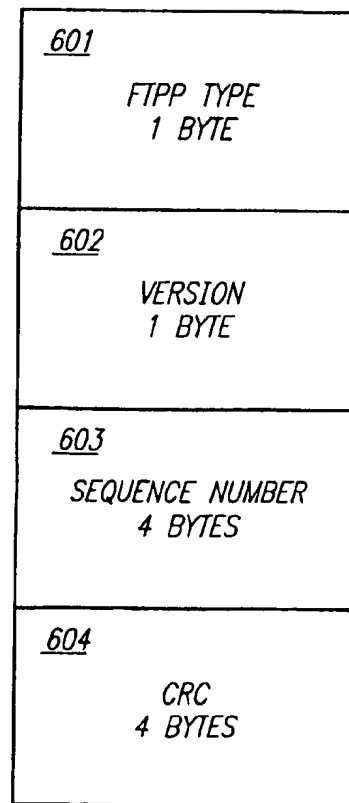 601
FTPP TYPE
1 BYTE
602
VERSION
1 BYTE
603
SEQUENCE NUMBER
4 BYTES
604
CRC
4 BYTES